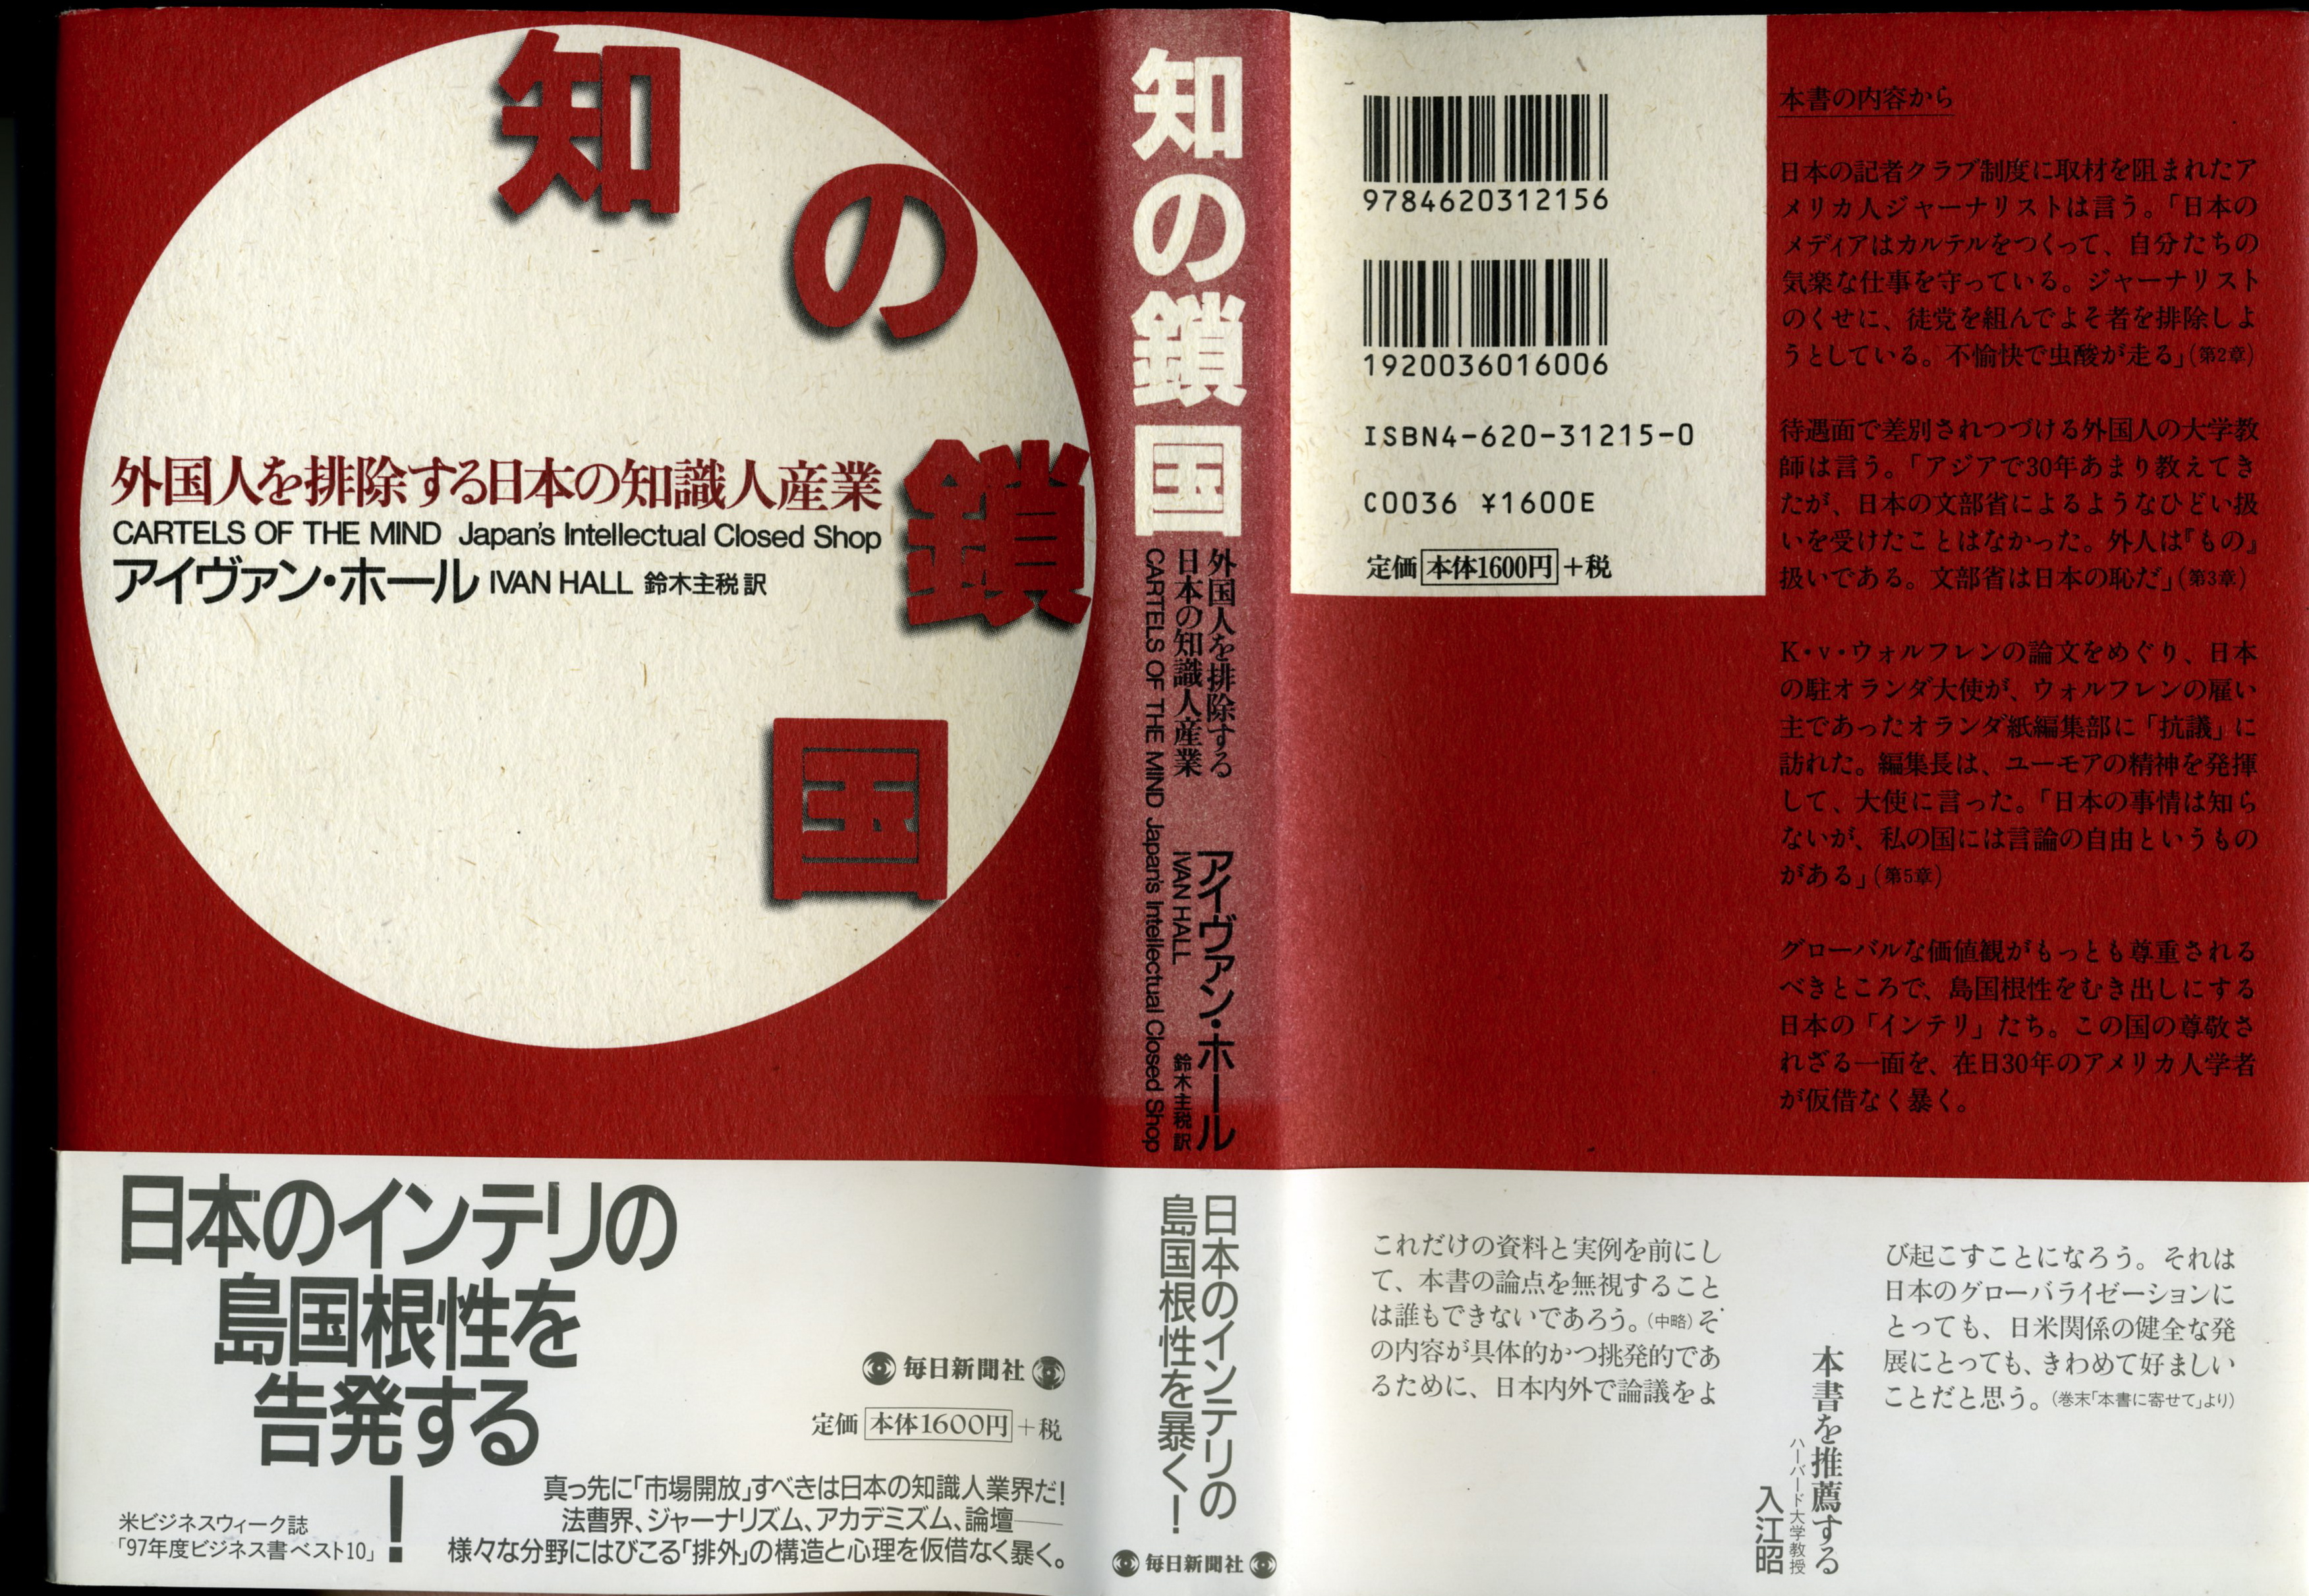 知の鎖国
外国人を排除する日本の知識人産業
CARTELS OF THE MIND Japan's Intellectual Closed Shop
アイヴァン・ホール IVAN HALL 鈴木主税 訳
日本のインテリの
島国根性を
告発する
!
米ビジネスウィーク誌
「97年度ビジネス書ベスト10」
毎日新聞社
定価 本体1600円+税
真っ先に「市場開放」すべきは日本の知識人業界だ!
法曹界、ジャーナリズム、アカデミズム、論壇——
様々な分野にはびこる「排外」の構造と心理を仮借なく暴く。
知の鎖国
外国人を排除する
日本の知識人産業
CARTELS OF THE MIND Japan's Intellectual Closed Shop
アイヴァン・ホール
IVAN HALL
鈴木主税 訳
日本のインテリの
島国根性を暴く!
毎日新聞社
9784620312156
1920036016006
ISBN4-620-31215-0
C0036 ¥1600E
定価 本体1600円+税
これだけの資料と実例を前にし
て、本書の論点を無視すること
は誰もできないであろう。(中略)そ
の内容が具体的かつ挑発的であ
るために、日本内外で論議をよ
び起こすことになろう。それは
日本のグローバライゼーションに
とっても、日米関係の健全な発
展にとっても、きわめて好ましい
ことだと思う。(巻末「本書に寄せて」より)
本書を推薦する
ハーバード大学教授
入江昭
本書の内容から
日本の記者クラブ制度に取材を阻まれたア
メリカ人ジャーナリストは言う。「日本の
メディアはカルテルをつくって、自分たちの
気楽な仕事を守っている。ジャーナリスト
のくせに、徒党を組んでよそ者を排除しよ
うとしている。不愉快で虫酸が走る」(第2章)
待遇面で差別されつづける外国人の大学教
師は言う。「アジアで30年あまり教えてき
たが、日本の文部省によるようなひどい扱
いを受けたことはなかった。外人は『もの』
扱いである。文部省は日本の恥だ」(第3章)
K・v・ウォルフレンの論文をめぐり、日本
の駐オランダ大使が、ウォルフレンの雇い
主であったオランダ紙編集部に「抗議」に
訪れた。編集長は、ユーモアの精神を発揮
して、大使に言った。「日本の事情は知ら
ないが、私の国には言論の自由というもの
がある」(第5章)
グローバルな価値観がもっとも尊重される
べきところで、島国根性をむき出しにする
日本の「インテリ」たち。この国の尊敬さ
れざる一面を、在日30年のアメリカ人学者
が仮借なく暴く。